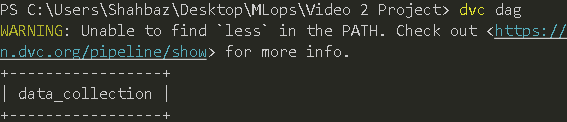 PS C:\Users\Shahbaz\Desktop\MLops\Video 2 Project> dvc dag
WARNING: Unable to find `less` in the PATH. Check out <https://
n.dvc.org/pipeline/show> for more info.
+-----------------+
| data_collection |
+-----------------+